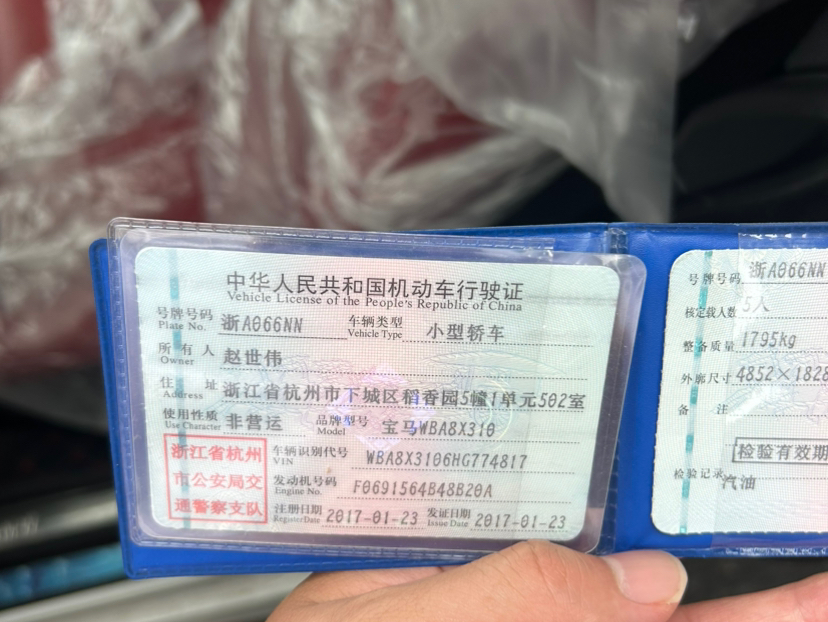 中华人民共和国机动车行驶证
Vehicle License of the People's Republic of China
号牌号码 浙A066NN 车辆类型 小型轿车
Plate No. Vehicle Type
所有人 赵世伟
Owner
住址 浙江省杭州市下城区稻香园5幢1单元502室
Address
使用性质 非营运 品牌型号 宝马WBA8X310
Use Character Model
浙江省杭州
市公安局交
通警察支队
车辆识别代号 WBA8X3106HG774817
VIN
发动机号码 F0691564B48B20A
Engine No.
注册日期 2017-01-23 发证日期 2017-01-23
Register Date Issue Date
号牌号码 浙A066NN
核定载人数 5人
整备质量 1795kg
外廓尺寸 4852×1828
备注
检验有效期
检验记录
汽油